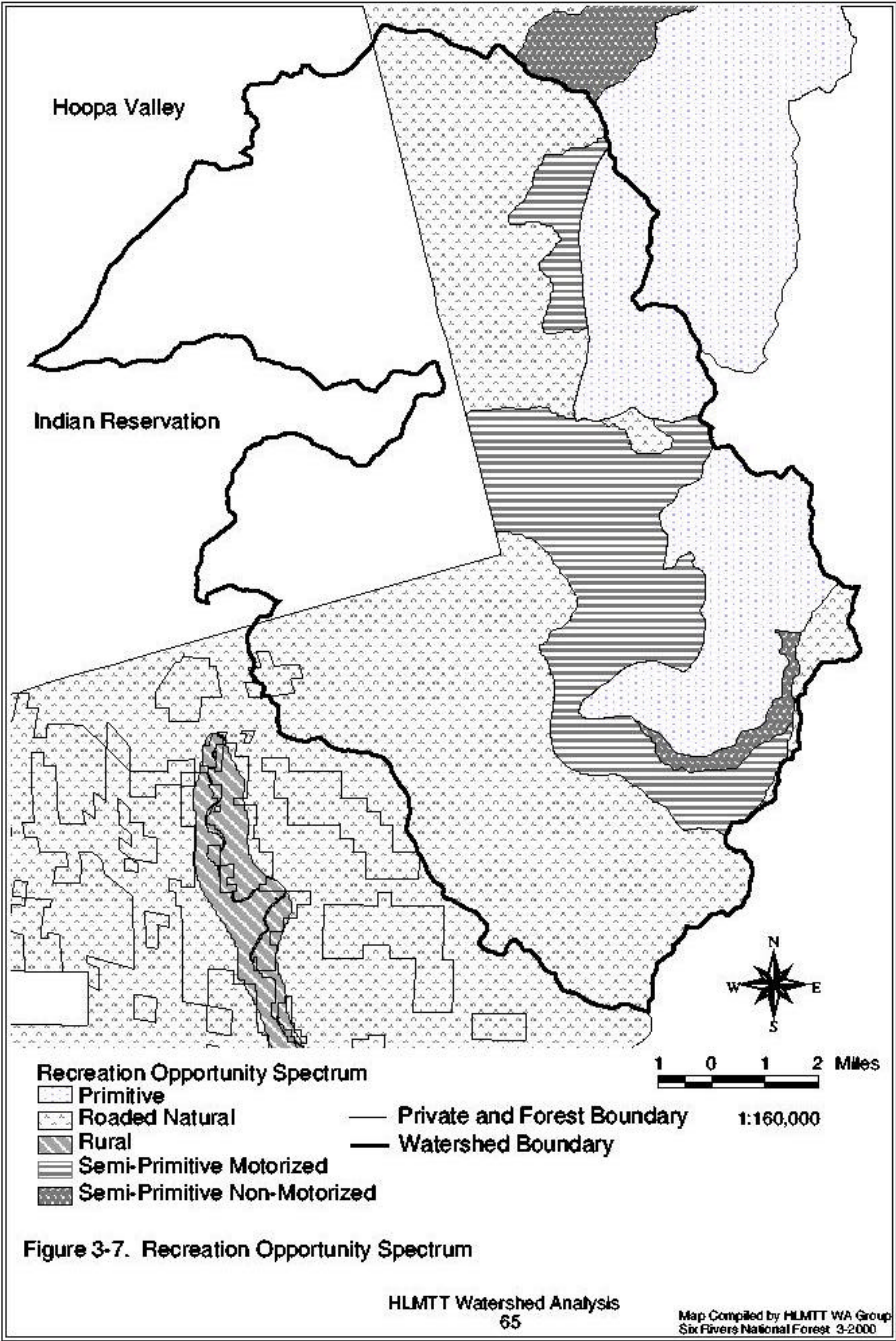 Hoopa Valley
Indian Reservation
N
W E
S
1 0 1 2 Miles
1:160,000
Recreation Opportunity Spectrum
Primitive
Roaded Natural
Rural
Semi-Primitive Motorized
Semi-Primitive Non-Motorized
Private and Forest Boundary
Watershed Boundary
Figure 3-7. Recreation Opportunity Spectrum
HLMTT Watershed Analysis
65
Map Compiled by HLMTT WA Group
Six Rivers National Forest 3-2000